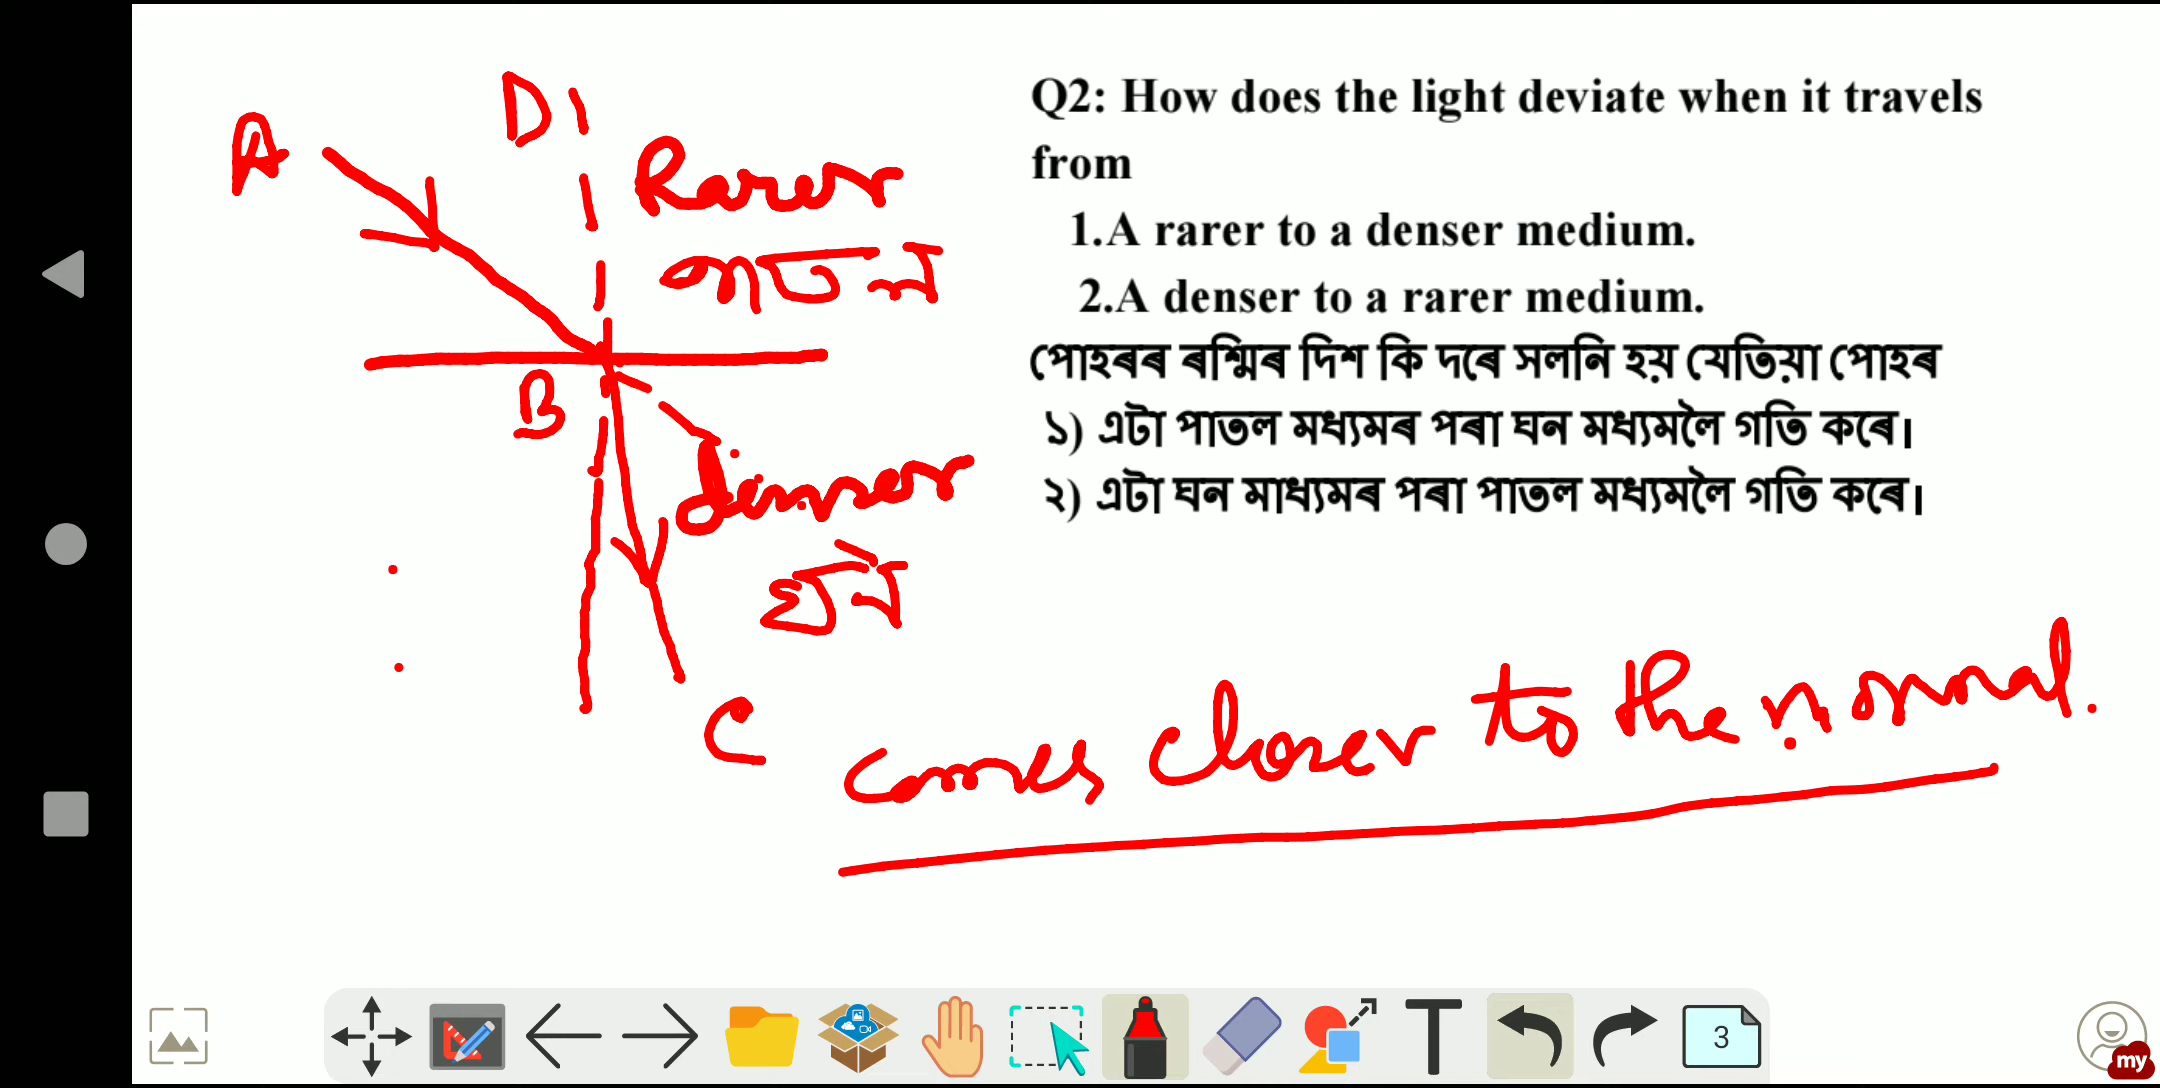 Q2: How does the light deviate when it travels
from
1.A rarer to a denser medium.
2.A denser to a rarer medium.
পোহৰৰ ৰশ্মিৰ দিশ কি দৰে সলনি হয় যেতিয়া পোহৰ
১) এটা পাতল মধ্যমৰ পৰা ঘন মধ্যমলৈ গতি কৰে।
২) এটা ঘন মাধ্যমৰ পৰা পাতল মধ্যমলৈ গতি কৰে।
A
D
Rarer
পাতল
B
denser
ঘন
C
comes closer to the normal.
3
my